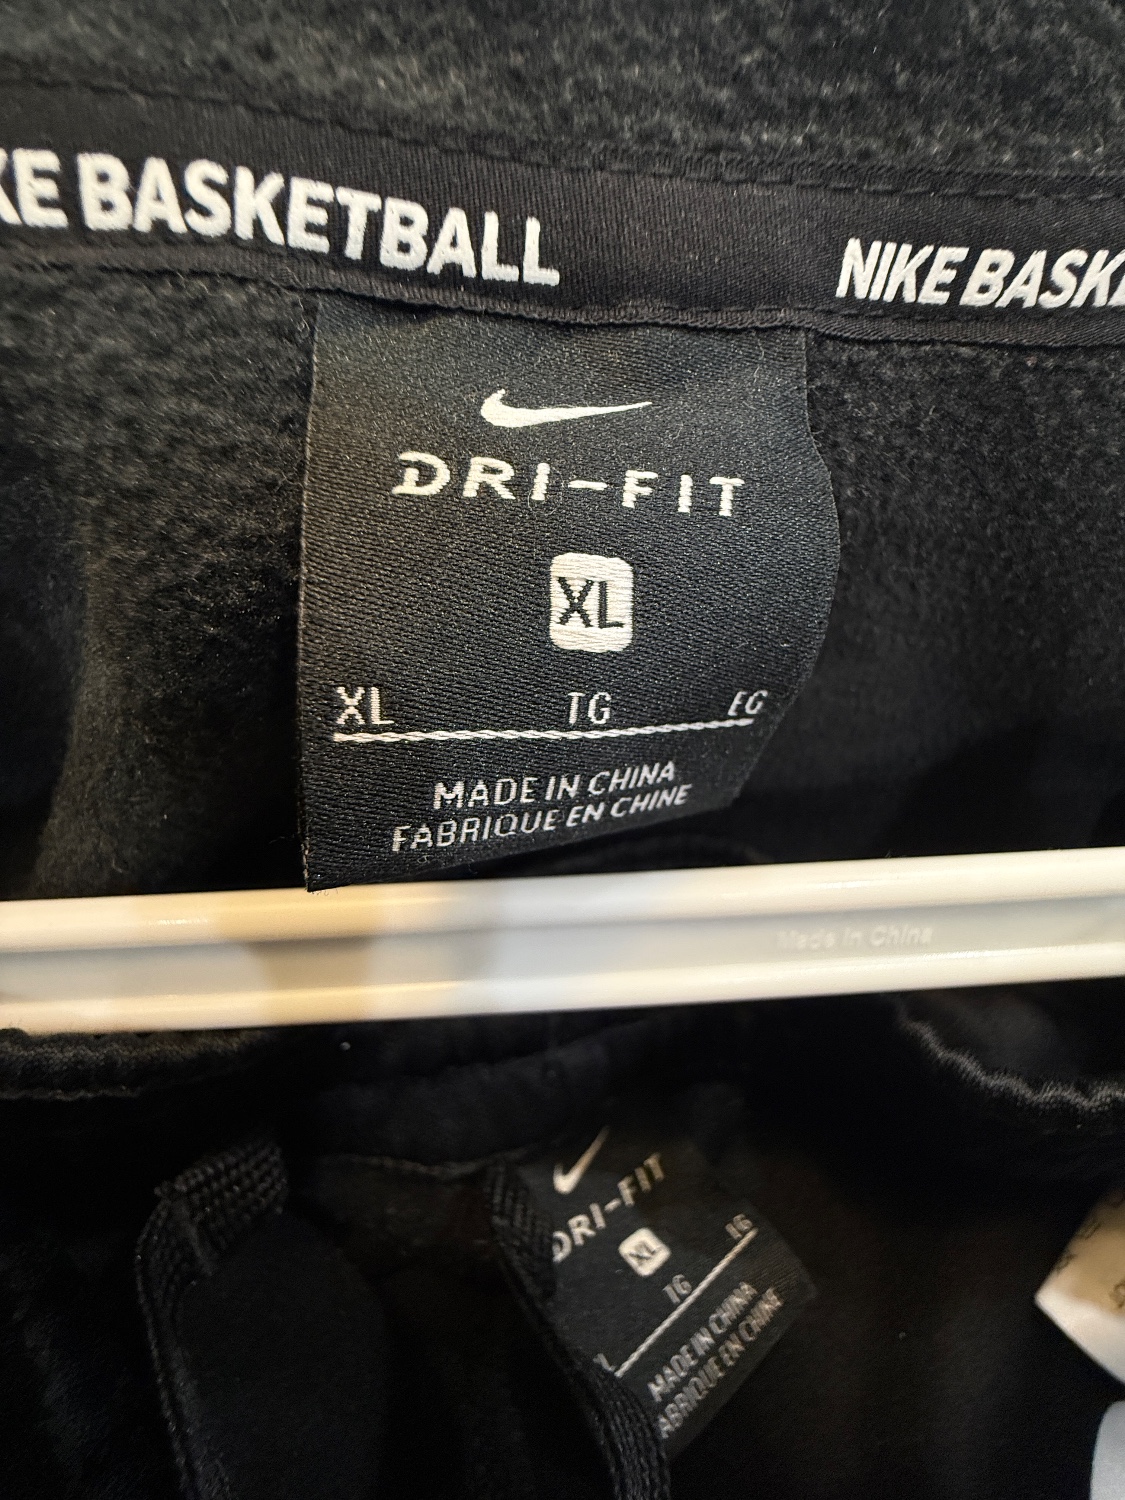 KE BASKETBALL NIKE BASKE
DRI-FIT
XL
XL TG EG
MADE IN CHINA
FABRIQUE EN CHINE
Made in China
DRI-FIT
XL
L TG EG
MADE IN CHINA
FABRIQUE EN CHINE